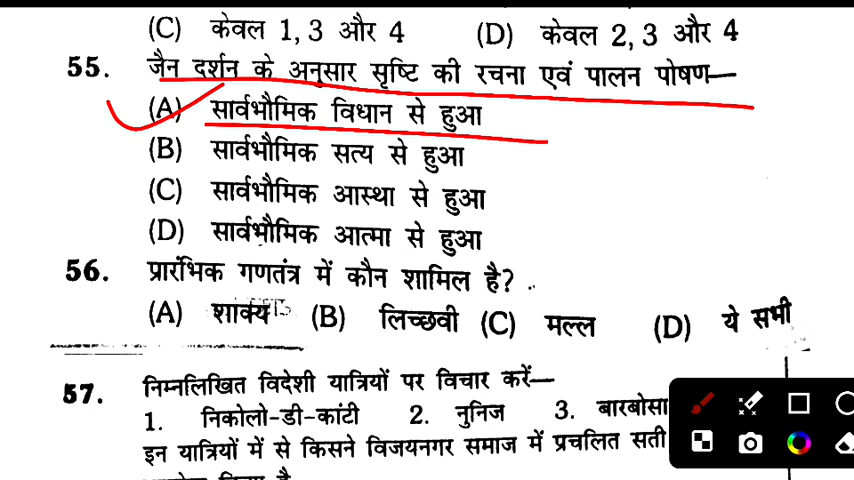 (C) केवल 1, 3 और 4 (D) केवल 2, 3 और 4
55. जैन दर्शन के अनुसार सृष्टि की रचना एवं पालन पोषण—
(A) सार्वभौमिक विधान से हुआ
(B) सार्वभौमिक सत्य से हुआ
(C) सार्वभौमिक आस्था से हुआ
(D) सार्वभौमिक आत्मा से हुआ
56. प्रारंभिक गणतंत्र में कौन शामिल है?
(A) शाक्य (B) लिच्छवी (C) मल्ल (D) ये सभी
57. निम्नलिखित विदेशी यात्रियों पर विचार करें—
1. निकोलो-डी-कांटी 2. नुनिज 3. बारबोसा
इन यात्रियों में से किसने विजयनगर समाज में प्रचलित सती